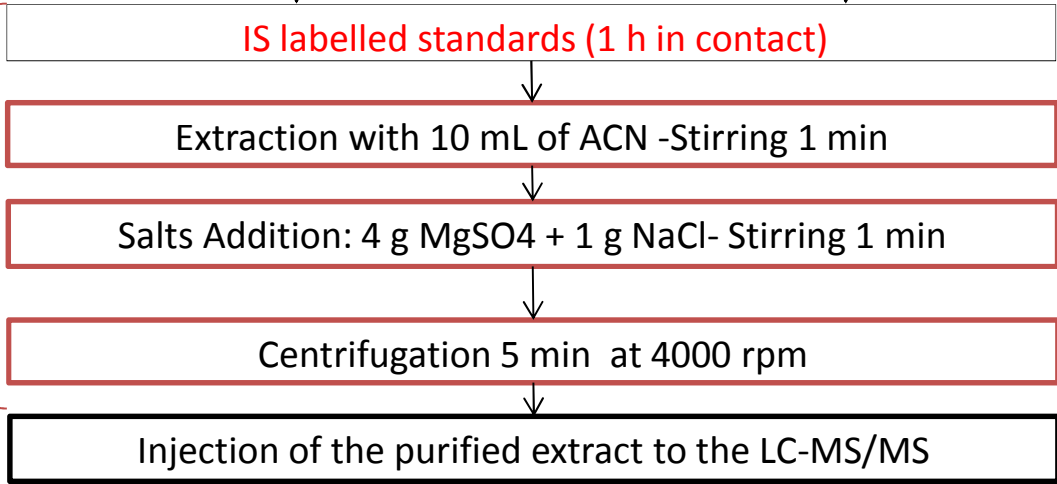 IS labelled standards (1 h in contact)
Extraction with 10 mL of ACN -Stirring 1 min
Salts Addition: 4 g MgSO4 + 1 g NaCl- Stirring 1 min
Centrifugation 5 min at 4000 rpm
Injection of the purified extract to the LC-MS/MS